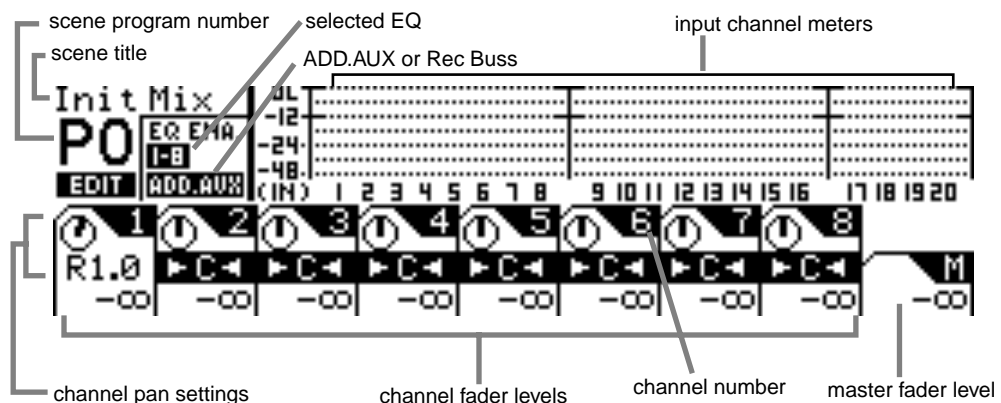 scene program number
selected EQ
input channel meters
scene title
ADD.AUX or Rec Buss
Init Mix
-12
P0
EQ EMA
-24
1-8
-48
EDIT
ADD.AUX
(IN) 1 2 3 4 5 6 7 8 9 10 11 12 13 14 15 16 17 18 19 20
1 2 3 4 5 6 7 8
R1.0 C C C C C C C M
-∞ -∞ -∞ -∞ -∞ -∞ -∞ -∞ -∞
channel pan settings
channel fader levels
channel number
master fader level